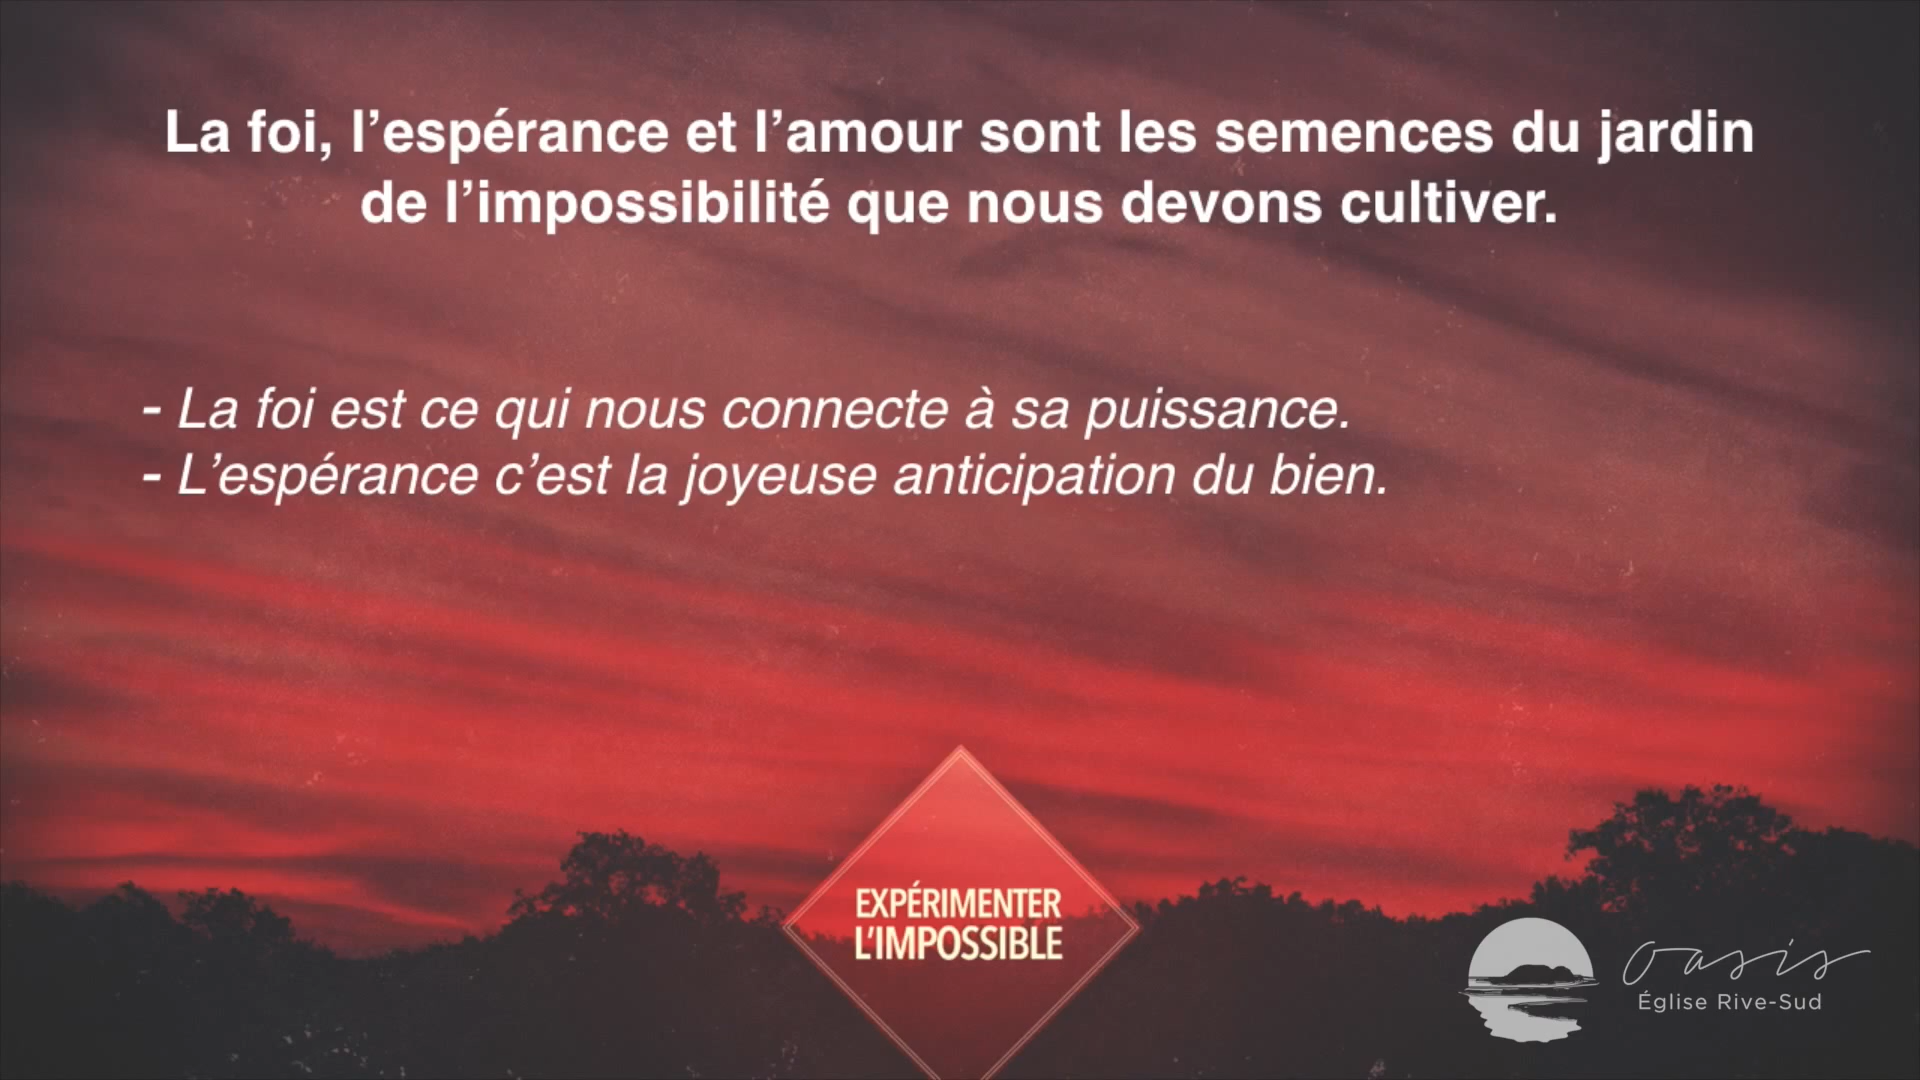 La foi, l’espérance et l’amour sont les semences du jardin
de l’impossibilité que nous devons cultiver.
- La foi est ce qui nous connecte à sa puissance.
- L’espérance c’est la joyeuse anticipation du bien.
EXPÉRIMENTER
L’IMPOSSIBLE
oasis
Église Rive-Sud